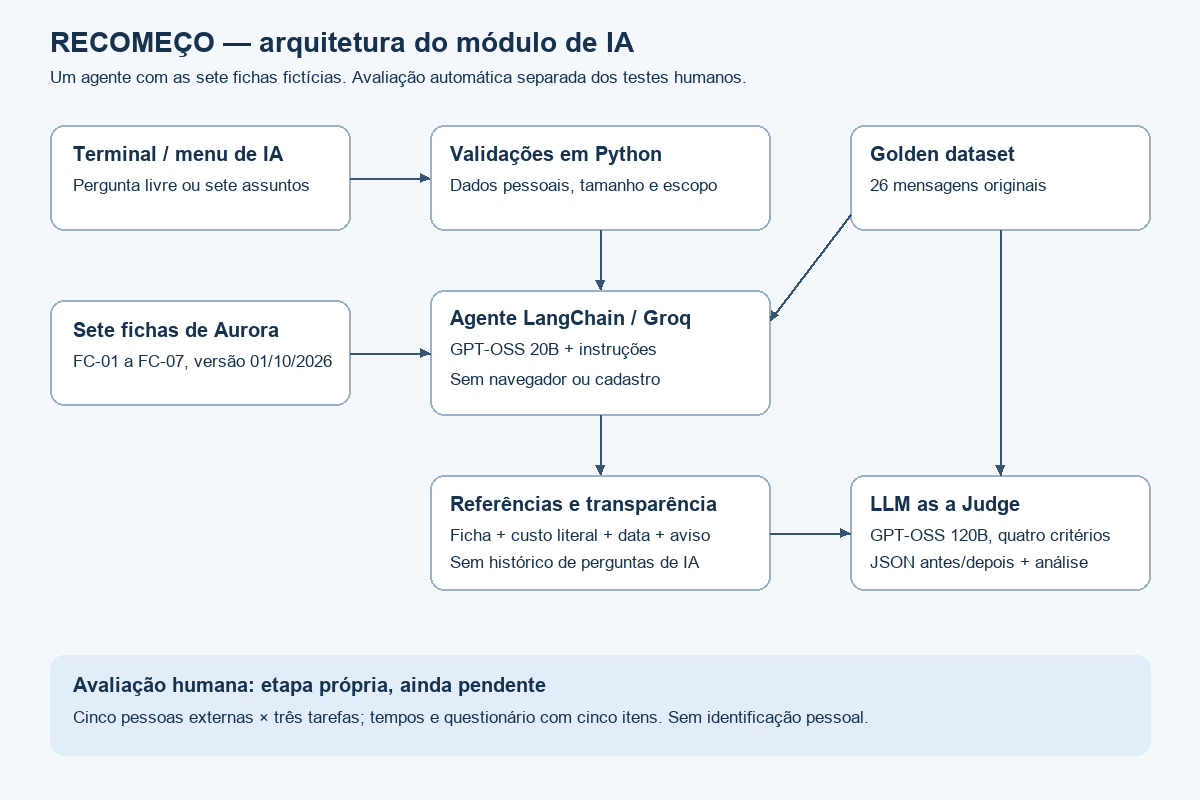 RECOMEÇO — arquitetura do módulo de IA
Um agente com as sete fichas fictícias. Avaliação automática separada dos testes humanos.
Terminal / menu de IA
Pergunta livre ou sete assuntos
Validações em Python
Dados pessoais, tamanho e escopo
Golden dataset
26 mensagens originais
Sete fichas de Aurora
FC-01 a FC-07, versão 01/10/2026
Agente LangChain / Groq
GPT-OSS 20B + instruções
Sem navegador ou cadastro
Referências e transparência
Ficha + custo literal + data + aviso
Sem histórico de perguntas de IA
LLM as a Judge
GPT-OSS 120B, quatro critérios
JSON antes/depois + análise
Avaliação humana: etapa própria, ainda pendente
Cinco pessoas externas × três tarefas; tempos e questionário com cinco itens. Sem identificação pessoal.